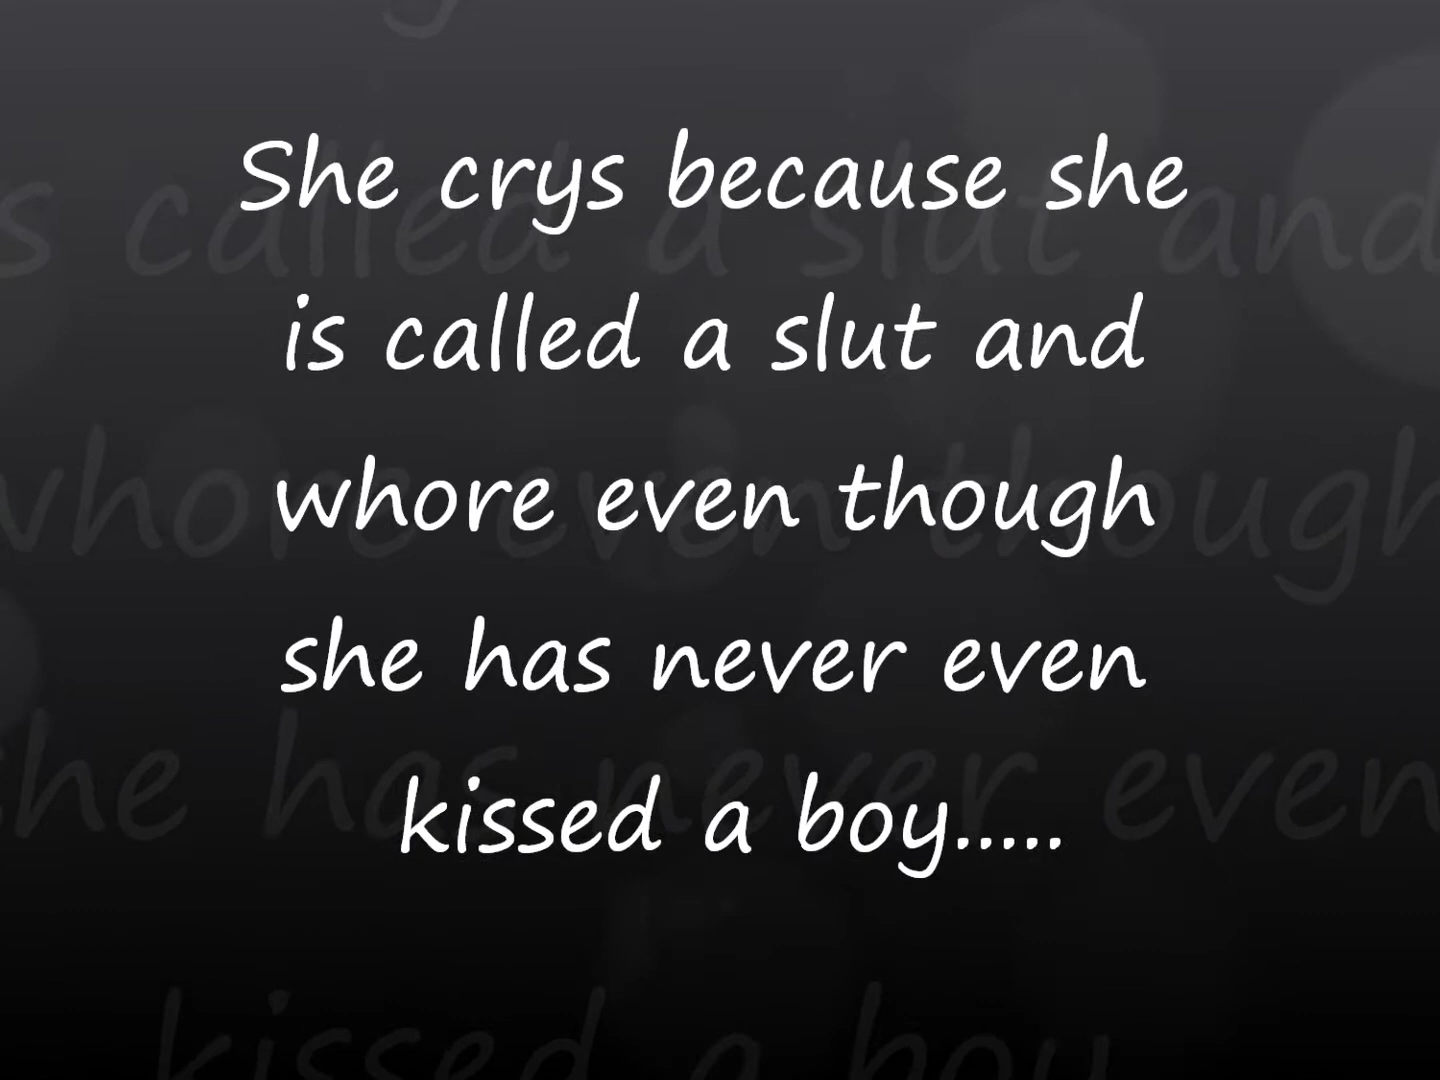 She crys because she
is called a slut and
whore even though
she has never even
kissed a boy.....